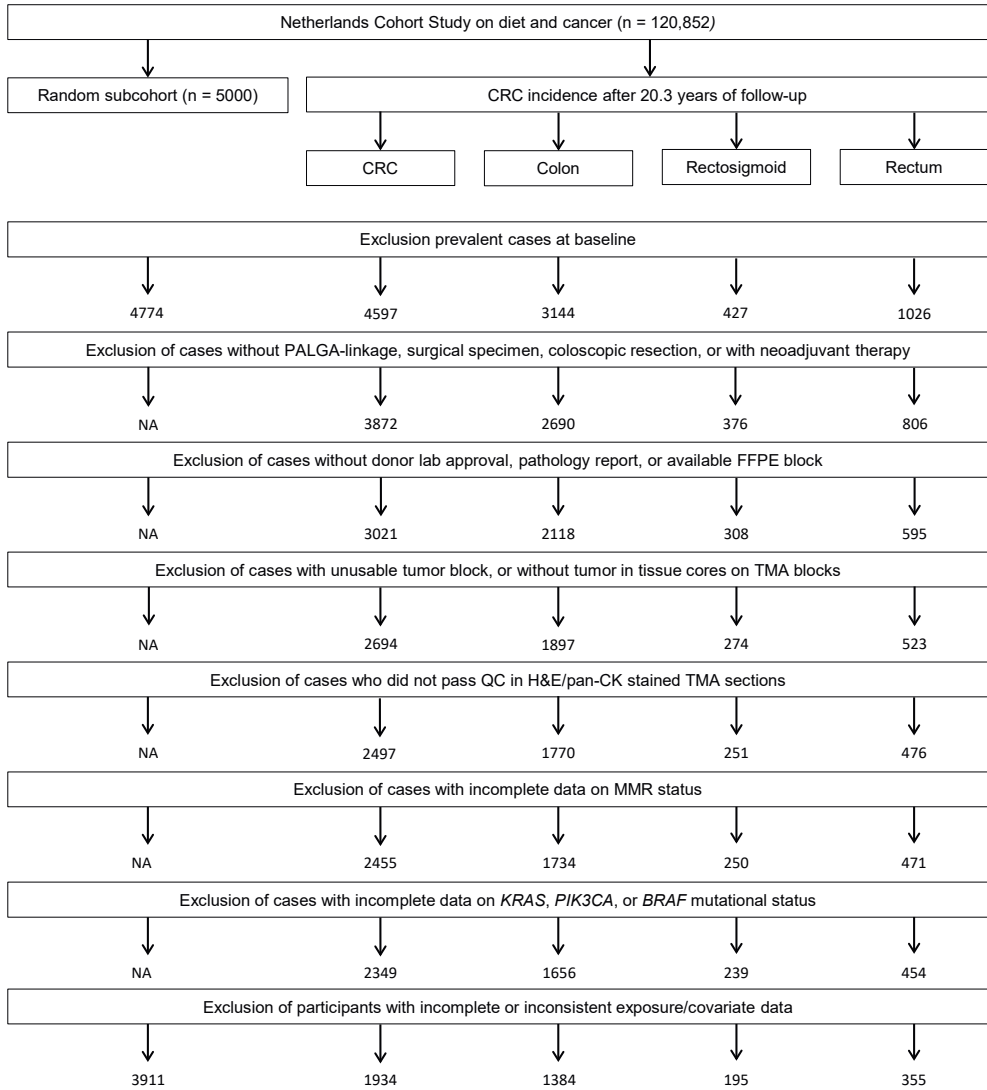 Netherlands Cohort Study on diet and cancer (n = 120,852)
Random subcohort (n = 5000)
CRC incidence after 20.3 years of follow-up
CRC
Colon
Rectosigmoid
Rectum
Exclusion prevalent cases at baseline
4774 4597 3144 427 1026
Exclusion of cases without PALGA-linkage, surgical specimen, coloscopic resection, or with neoadjuvant therapy
NA 3872 2690 376 806
Exclusion of cases without donor lab approval, pathology report, or available FFPE block
NA 3021 2118 308 595
Exclusion of cases with unusable tumor block, or without tumor in tissue cores on TMA blocks
NA 2694 1897 274 523
Exclusion of cases who did not pass QC in H&E/pan-CK stained TMA sections
NA 2497 1770 251 476
Exclusion of cases with incomplete data on MMR status
NA 2455 1734 250 471
Exclusion of cases with incomplete data on KRAS, PIK3CA, or BRAF mutational status
NA 2349 1656 239 454
Exclusion of participants with incomplete or inconsistent exposure/covariate data
3911 1934 1384 195 355